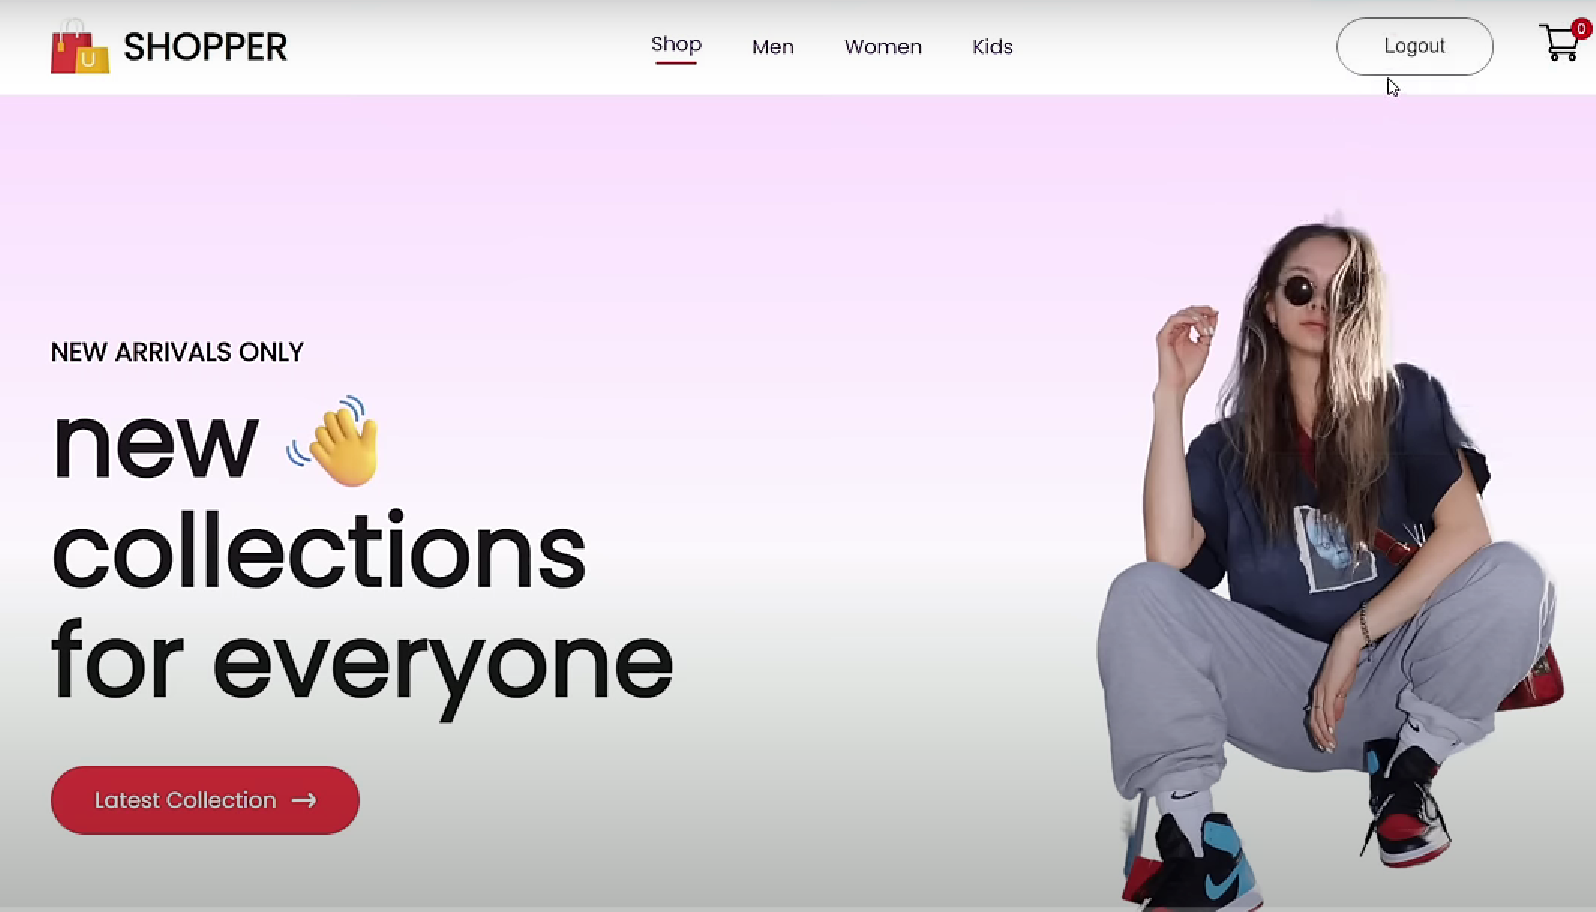 SHOPPER
Shop Men Women Kids
Logout
0
NEW ARRIVALS ONLY
new 👋
collections
for everyone
Latest Collection →